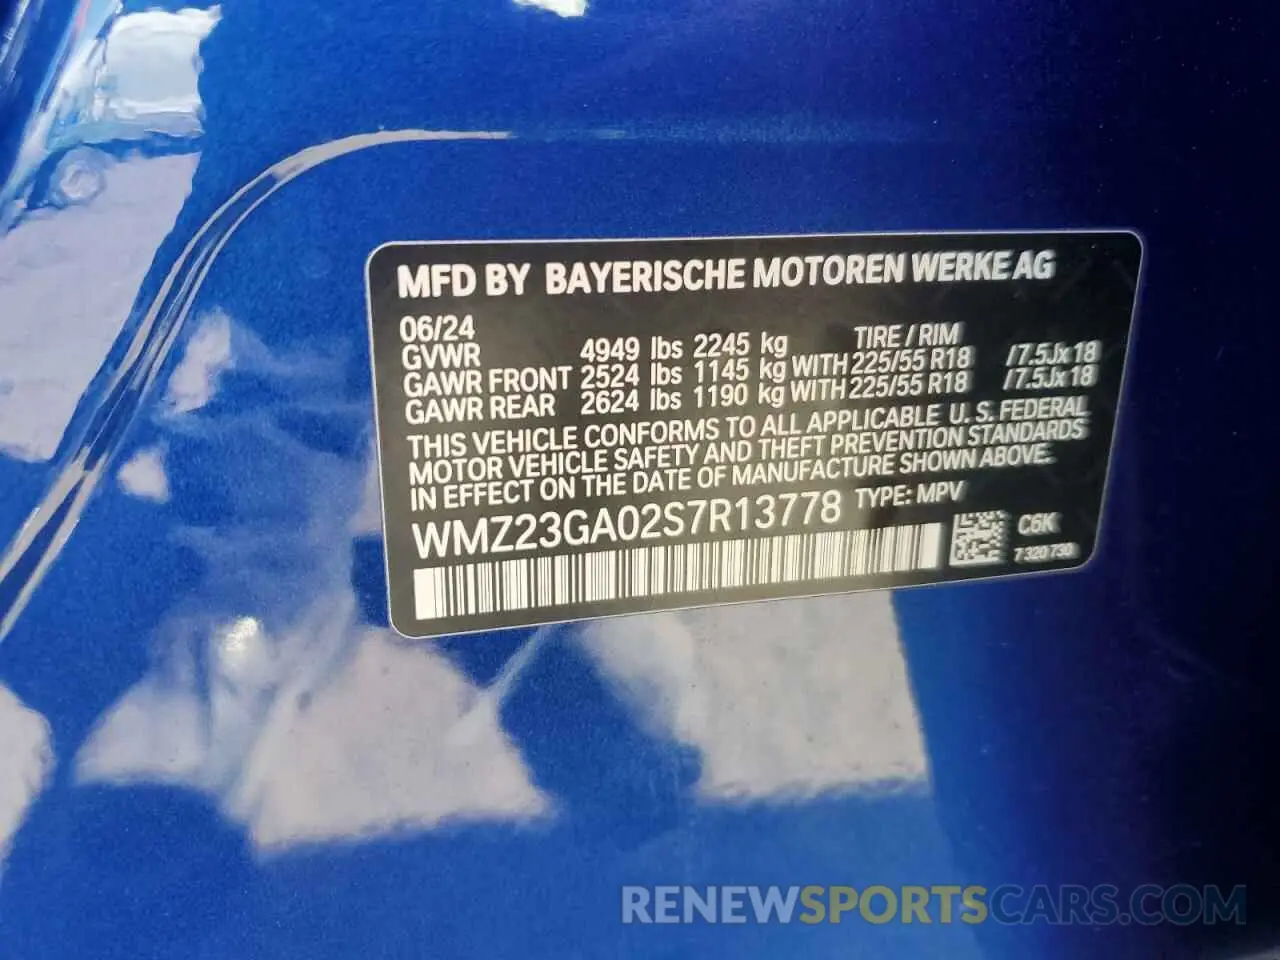 MFD BY BAYERISCHE MOTOREN WERKE AG
06/24
GVWR 4949 lbs 2245 kg TIRE / RIM
GAWR FRONT 2524 lbs 1145 kg WITH 225/55 R18 /7.5Jx18
GAWR REAR 2624 lbs 1190 kg WITH 225/55 R18 /7.5Jx18
THIS VEHICLE CONFORMS TO ALL APPLICABLE U. S. FEDERAL
MOTOR VEHICLE SAFETY AND THEFT PREVENTION STANDARDS
IN EFFECT ON THE DATE OF MANUFACTURE SHOWN ABOVE.
WMZ23GA02S7R13778 TYPE: MPV
C6K
7 320 730
RENEWSPORTSCARS.COM